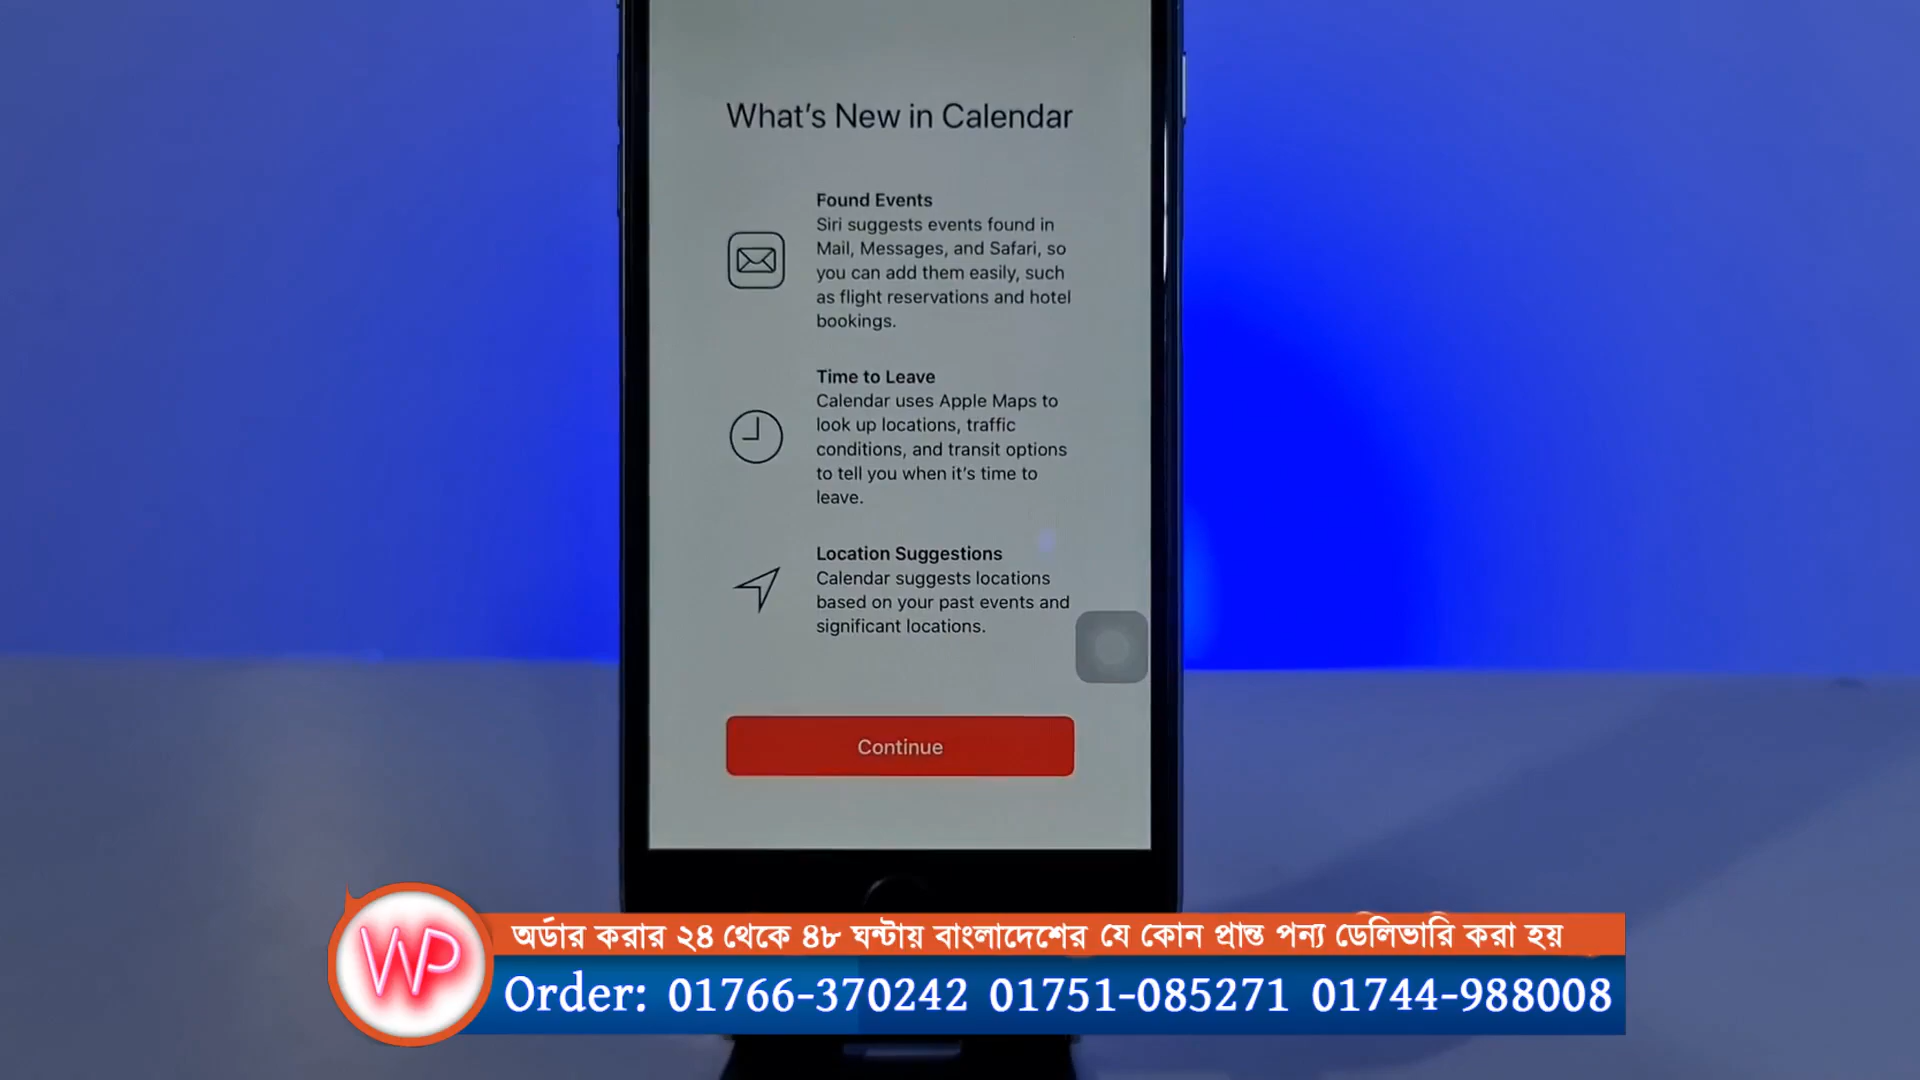 What's New in Calendar
Found Events
Siri suggests events found in
Mail, Messages, and Safari, so
you can add them easily, such
as flight reservations and hotel
bookings.
Time to Leave
Calendar uses Apple Maps to
look up locations, traffic
conditions, and transit options
to tell you when it's time to
leave.
Location Suggestions
Calendar suggests locations
based on your past events and
significant locations.
Continue
WP
অর্ডার করার ২৪ থেকে ৪৮ ঘন্টায় বাংলাদেশের যে কোন প্রান্ত পন্য ডেলিভারি করা হয়
Order: 01766-370242 01751-085271 01744-988008